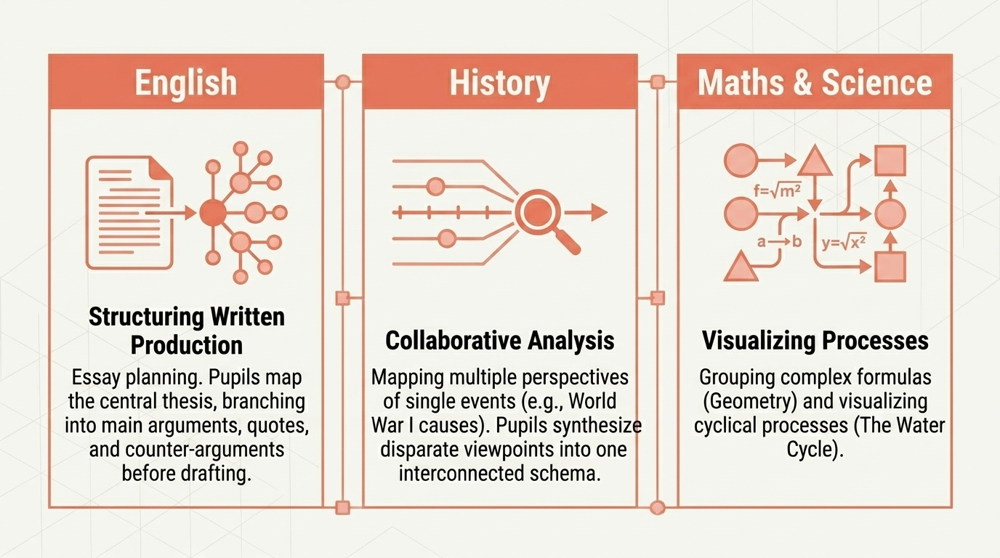 English
Structuring Written
Production
Essay planning. Pupils map
the central thesis, branching
into main arguments, quotes,
and counter-arguments
before drafting.
History
Collaborative Analysis
Mapping multiple perspectives
of single events (e.g., World
War I causes). Pupils synthesize
disparate viewpoints into one
interconnected schema.
Maths & Science
f=√m²
a→b
y=√x²
Visualizing Processes
Grouping complex formulas
(Geometry) and visualizing
cyclical processes (The Water
Cycle).